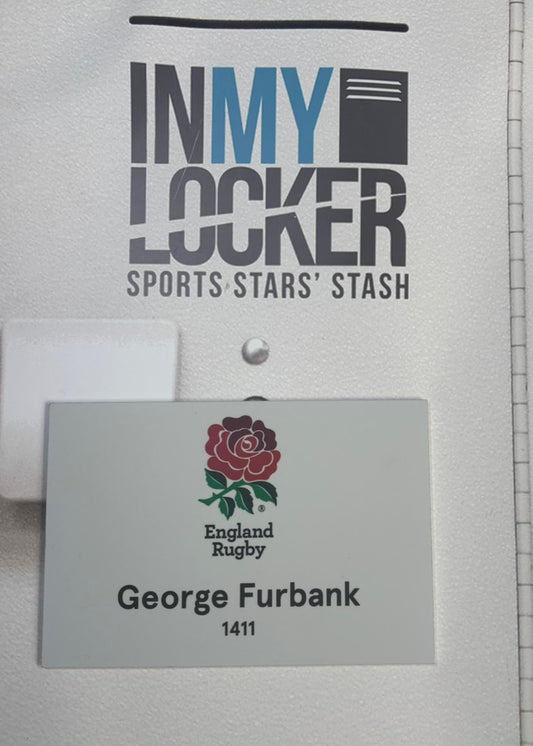 INMY
LOCKER
SPORTS STARS' STASH
®
England
Rugby
George Furbank
1411